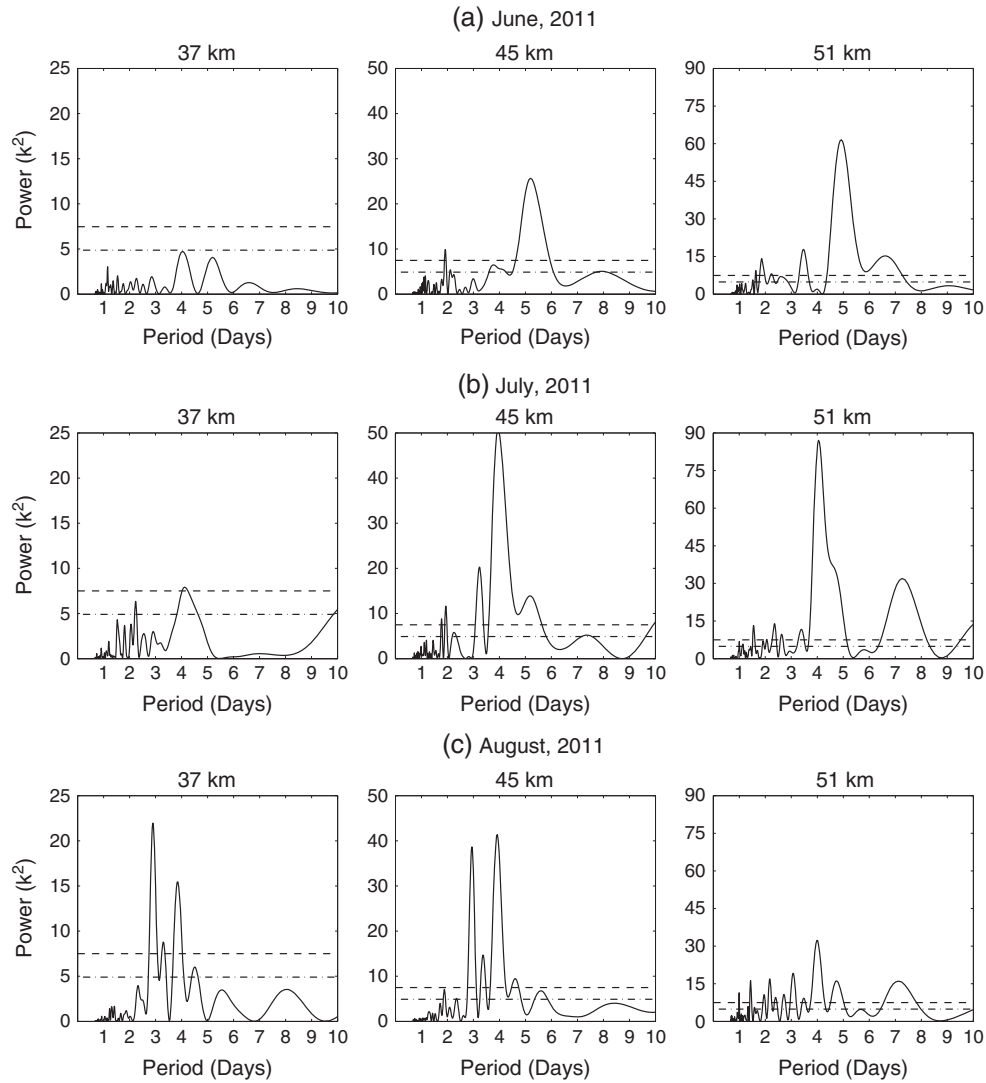 (a) June, 2011
37 km
45 km
51 km
Power (k²)
25
20
15
10
5
0
50
40
30
20
10
0
90
75
60
45
30
15
0
1 2 3 4 5 6 7 8 9 10
1 2 3 4 5 6 7 8 9 10
1 2 3 4 5 6 7 8 9 10
Period (Days)
Period (Days)
Period (Days)
(b) July, 2011
37 km
45 km
51 km
Power (k²)
25
20
15
10
5
0
50
40
30
20
10
0
90
75
60
45
30
15
0
1 2 3 4 5 6 7 8 9 10
1 2 3 4 5 6 7 8 9 10
1 2 3 4 5 6 7 8 9 10
Period (Days)
Period (Days)
Period (Days)
(c) August, 2011
37 km
45 km
51 km
Power (k²)
25
20
15
10
5
0
50
40
30
20
10
0
90
75
60
45
30
15
0
1 2 3 4 5 6 7 8 9 10
1 2 3 4 5 6 7 8 9 10
1 2 3 4 5 6 7 8 9 10
Period (Days)
Period (Days)
Period (Days)